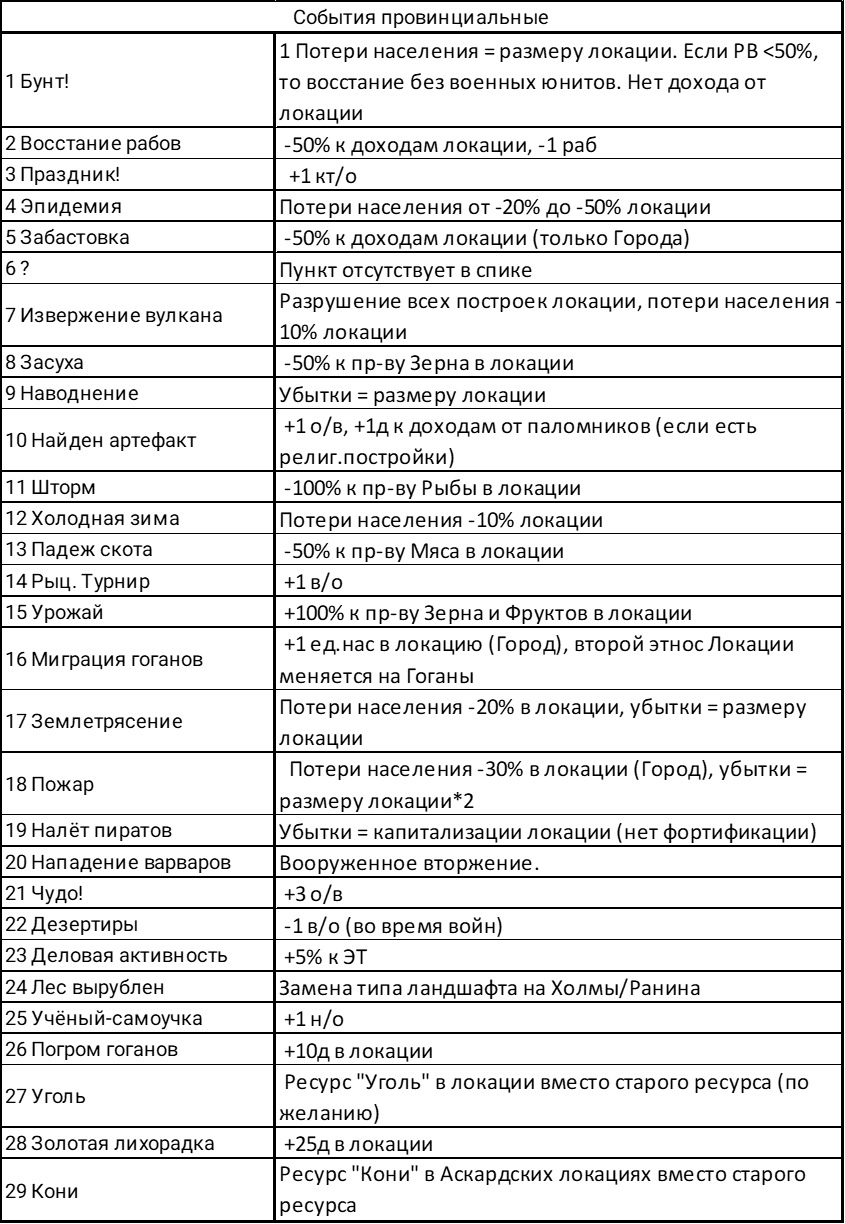 События провинциальные
1 Бунт!
1 Потери населения = размеру локации. Если РВ <50%,
то восстание без военных юнитов. Нет дохода от
локации
2 Восстание рабов
-50% к доходам локации, -1 раб
3 Праздник!
+1 кт/о
4 Эпидемия
Потери населения от -20% до -50% локации
5 Забастовка
-50% к доходам локации (только Города)
6 ?
Пункт отсутствует в спике
7 Извержение вулкана
Разрушение всех построек локации, потери населения -
10% локации
8 Засуха
-50% к пр-ву Зерна в локации
9 Наводнение
Убытки = размеру локации
10 Найден артефакт
+1 о/в, +1д к доходам от паломников (если есть
религ.постройки)
11 Шторм
-100% к пр-ву Рыбы в локации
12 Холодная зима
Потери населения -10% локации
13 Падеж скота
-50% к пр-ву Мяса в локации
14 Рыц. Турнир
+1 в/о
15 Урожай
+100% к пр-ву Зерна и Фруктов в локации
16 Миграция гоганов
+1 ед.нас в локацию (Город), второй этнос Локации
меняется на Гоганы
17 Землетрясение
Потери населения -20% в локации, убытки = размеру
локации
18 Пожар
Потери населения -30% в локации (Город), убытки =
размеру локации*2
19 Налёт пиратов
Убытки = капитализации локации (нет фортификации)
20 Нападение варваров
Вооруженное вторжение.
21 Чудо!
+3 о/в
22 Дезертиры
-1 в/о (во время войн)
23 Деловая активность
+5% к ЭТ
24 Лес вырублен
Замена типа ландшафта на Холмы/Ранина
25 Учёный-самоучка
+1 н/о
26 Погром гоганов
+10д в локации
27 Уголь
Ресурс "Уголь" в локации вместо старого ресурса (по
желанию)
28 Золотая лихорадка
+25д в локации
29 Кони
Ресурс "Кони" в Аскардских локациях вместо старого
ресурса